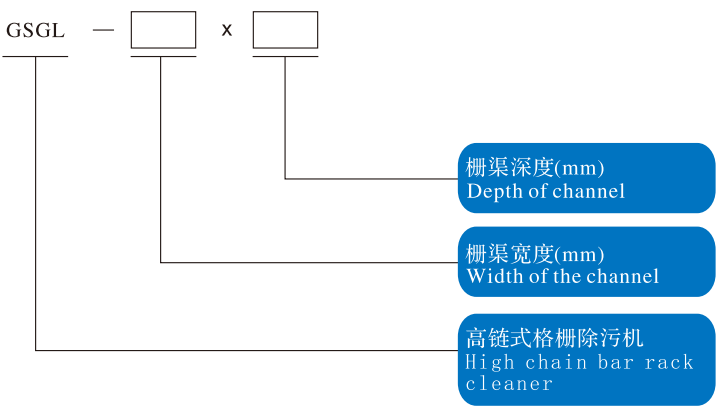 GSGL — x
栅渠深度(mm)
Depth of channel
栅渠宽度(mm)
Width of the channel
高链式格栅除污机
High chain bar rack
cleaner